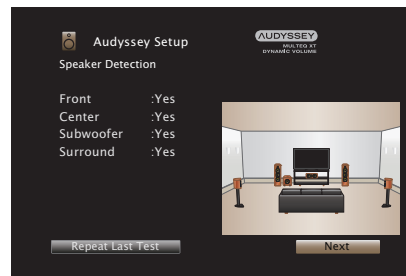 Audyssey Setup
AUDYSSEY
MULTEQ XT
DYNAMIC VOLUME
Speaker Detection
Front :Yes
Center :Yes
Subwoofer :Yes
Surround :Yes
Repeat Last Test
Next